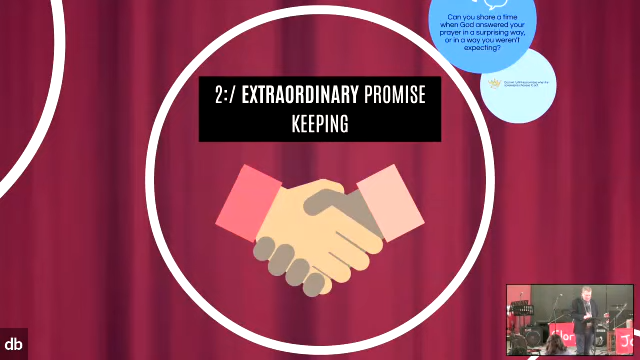 Can you share a time
when God answered your
prayer in a surprising way,
or in a way you weren't
expecting?
2:/ EXTRAORDINARY PROMISE
KEEPING
db